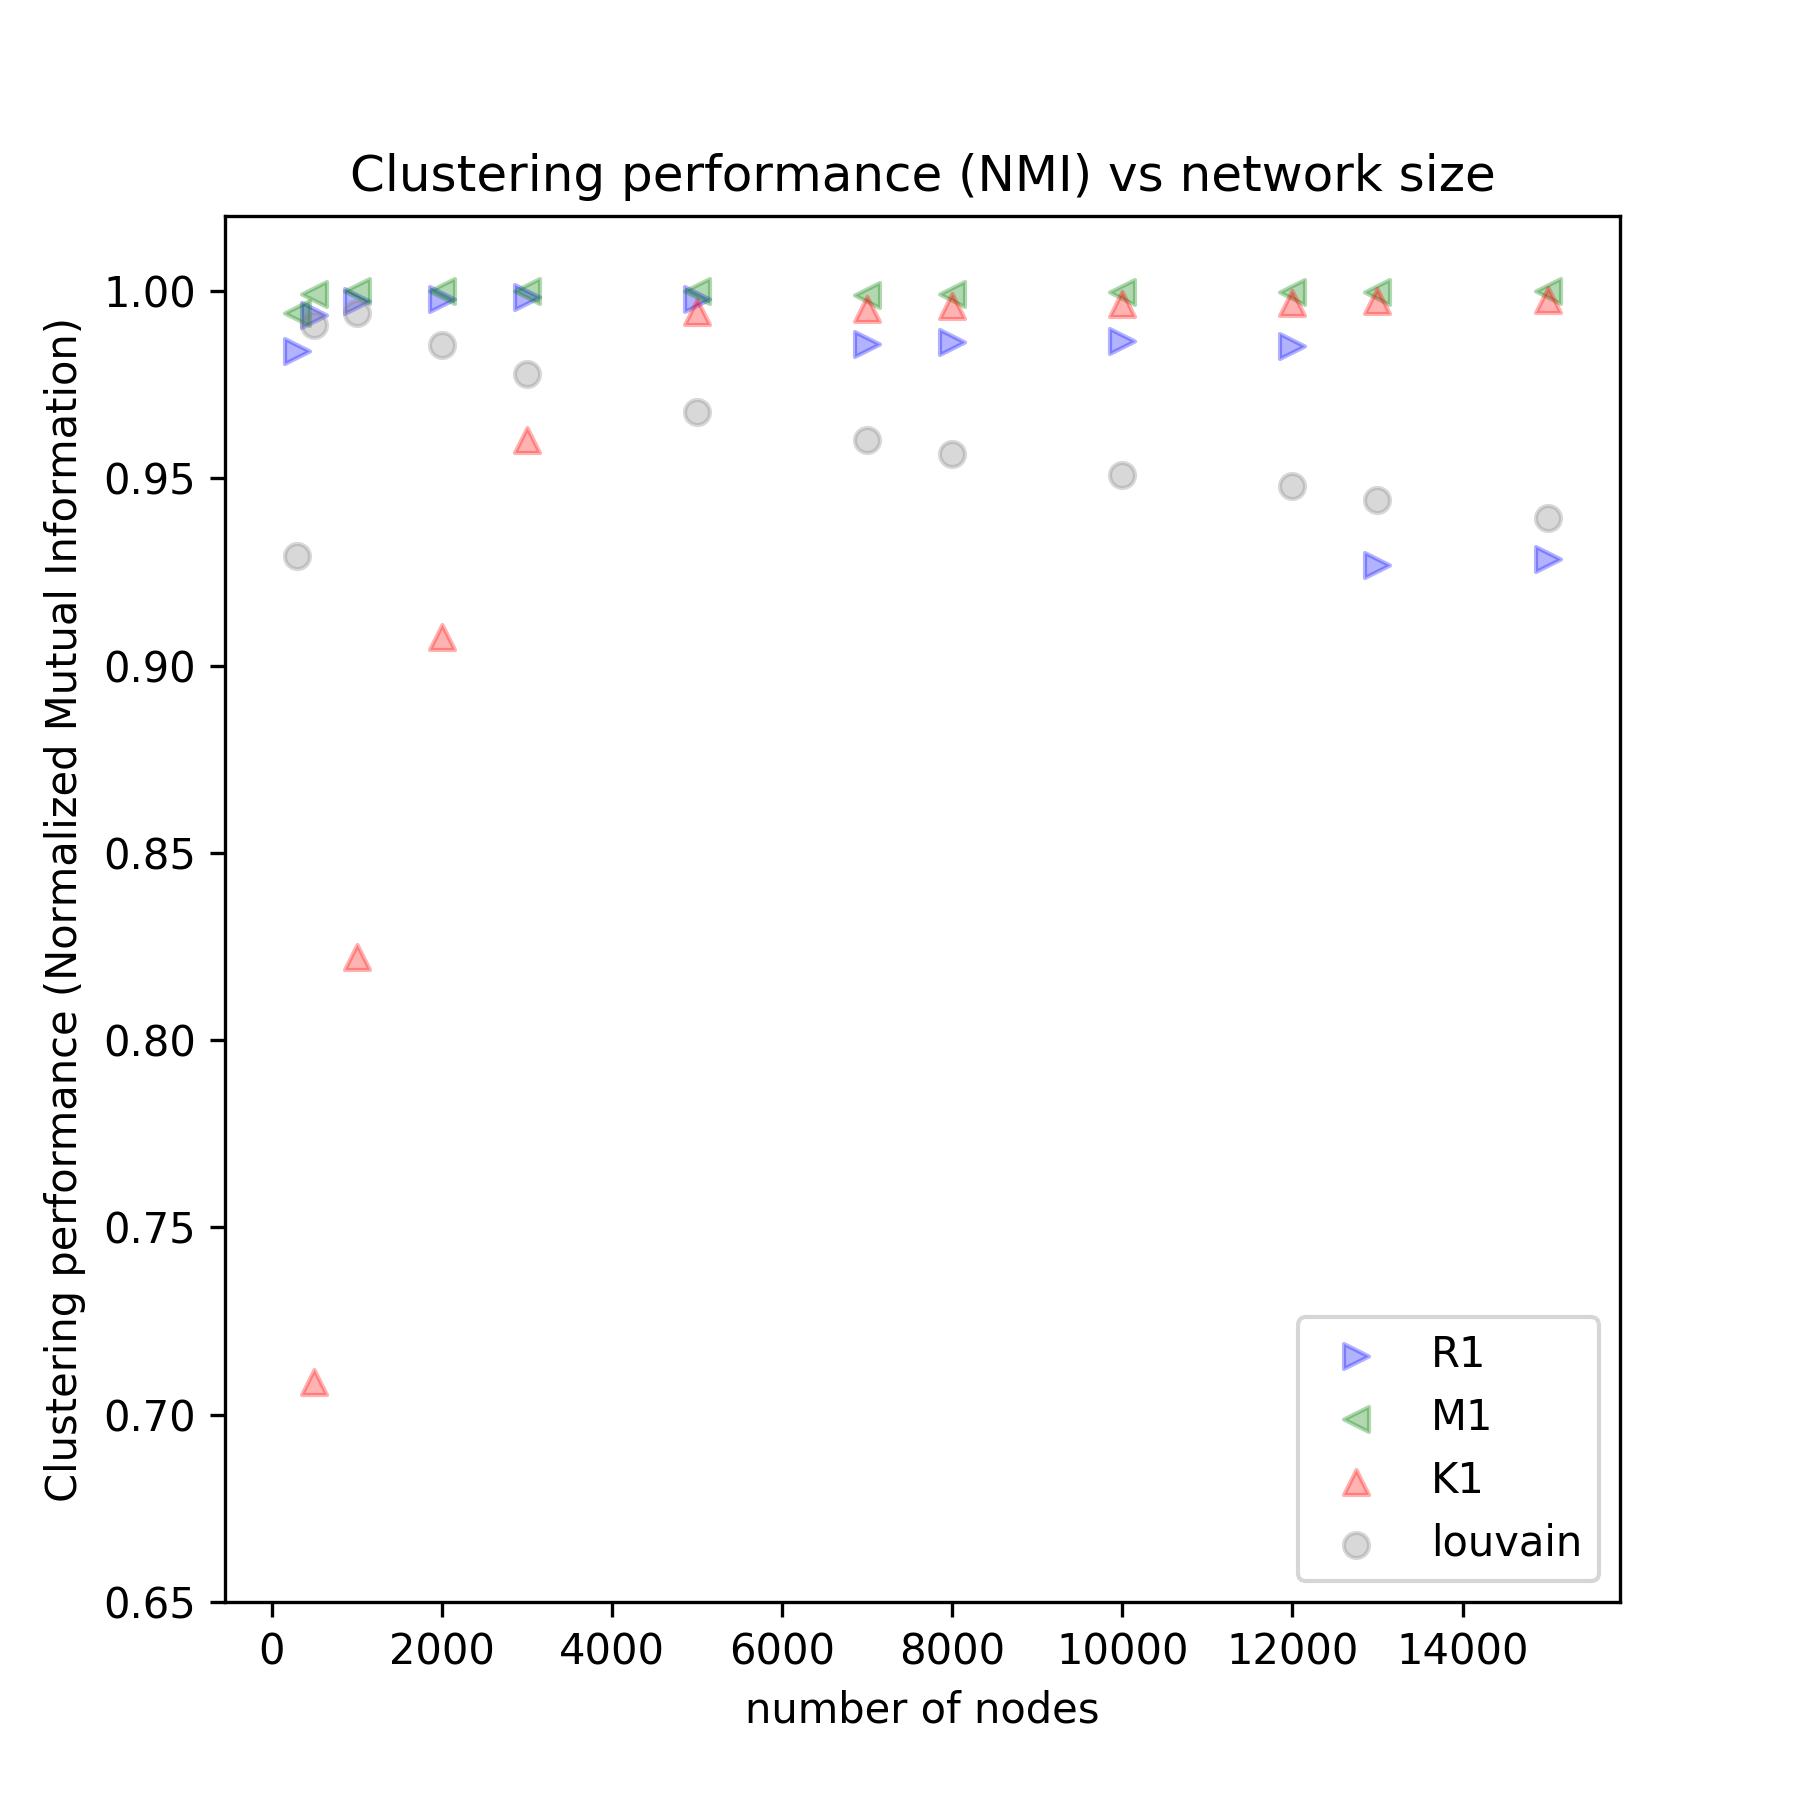 Clustering performance (NMI) vs network size
Clustering performance (Normalized Mutual Information)
1.00
0.95
0.90
0.85
0.80
0.75
0.70
0.65
R1
M1
K1
louvain
0 2000 4000 6000 8000 10000 12000 14000
number of nodes